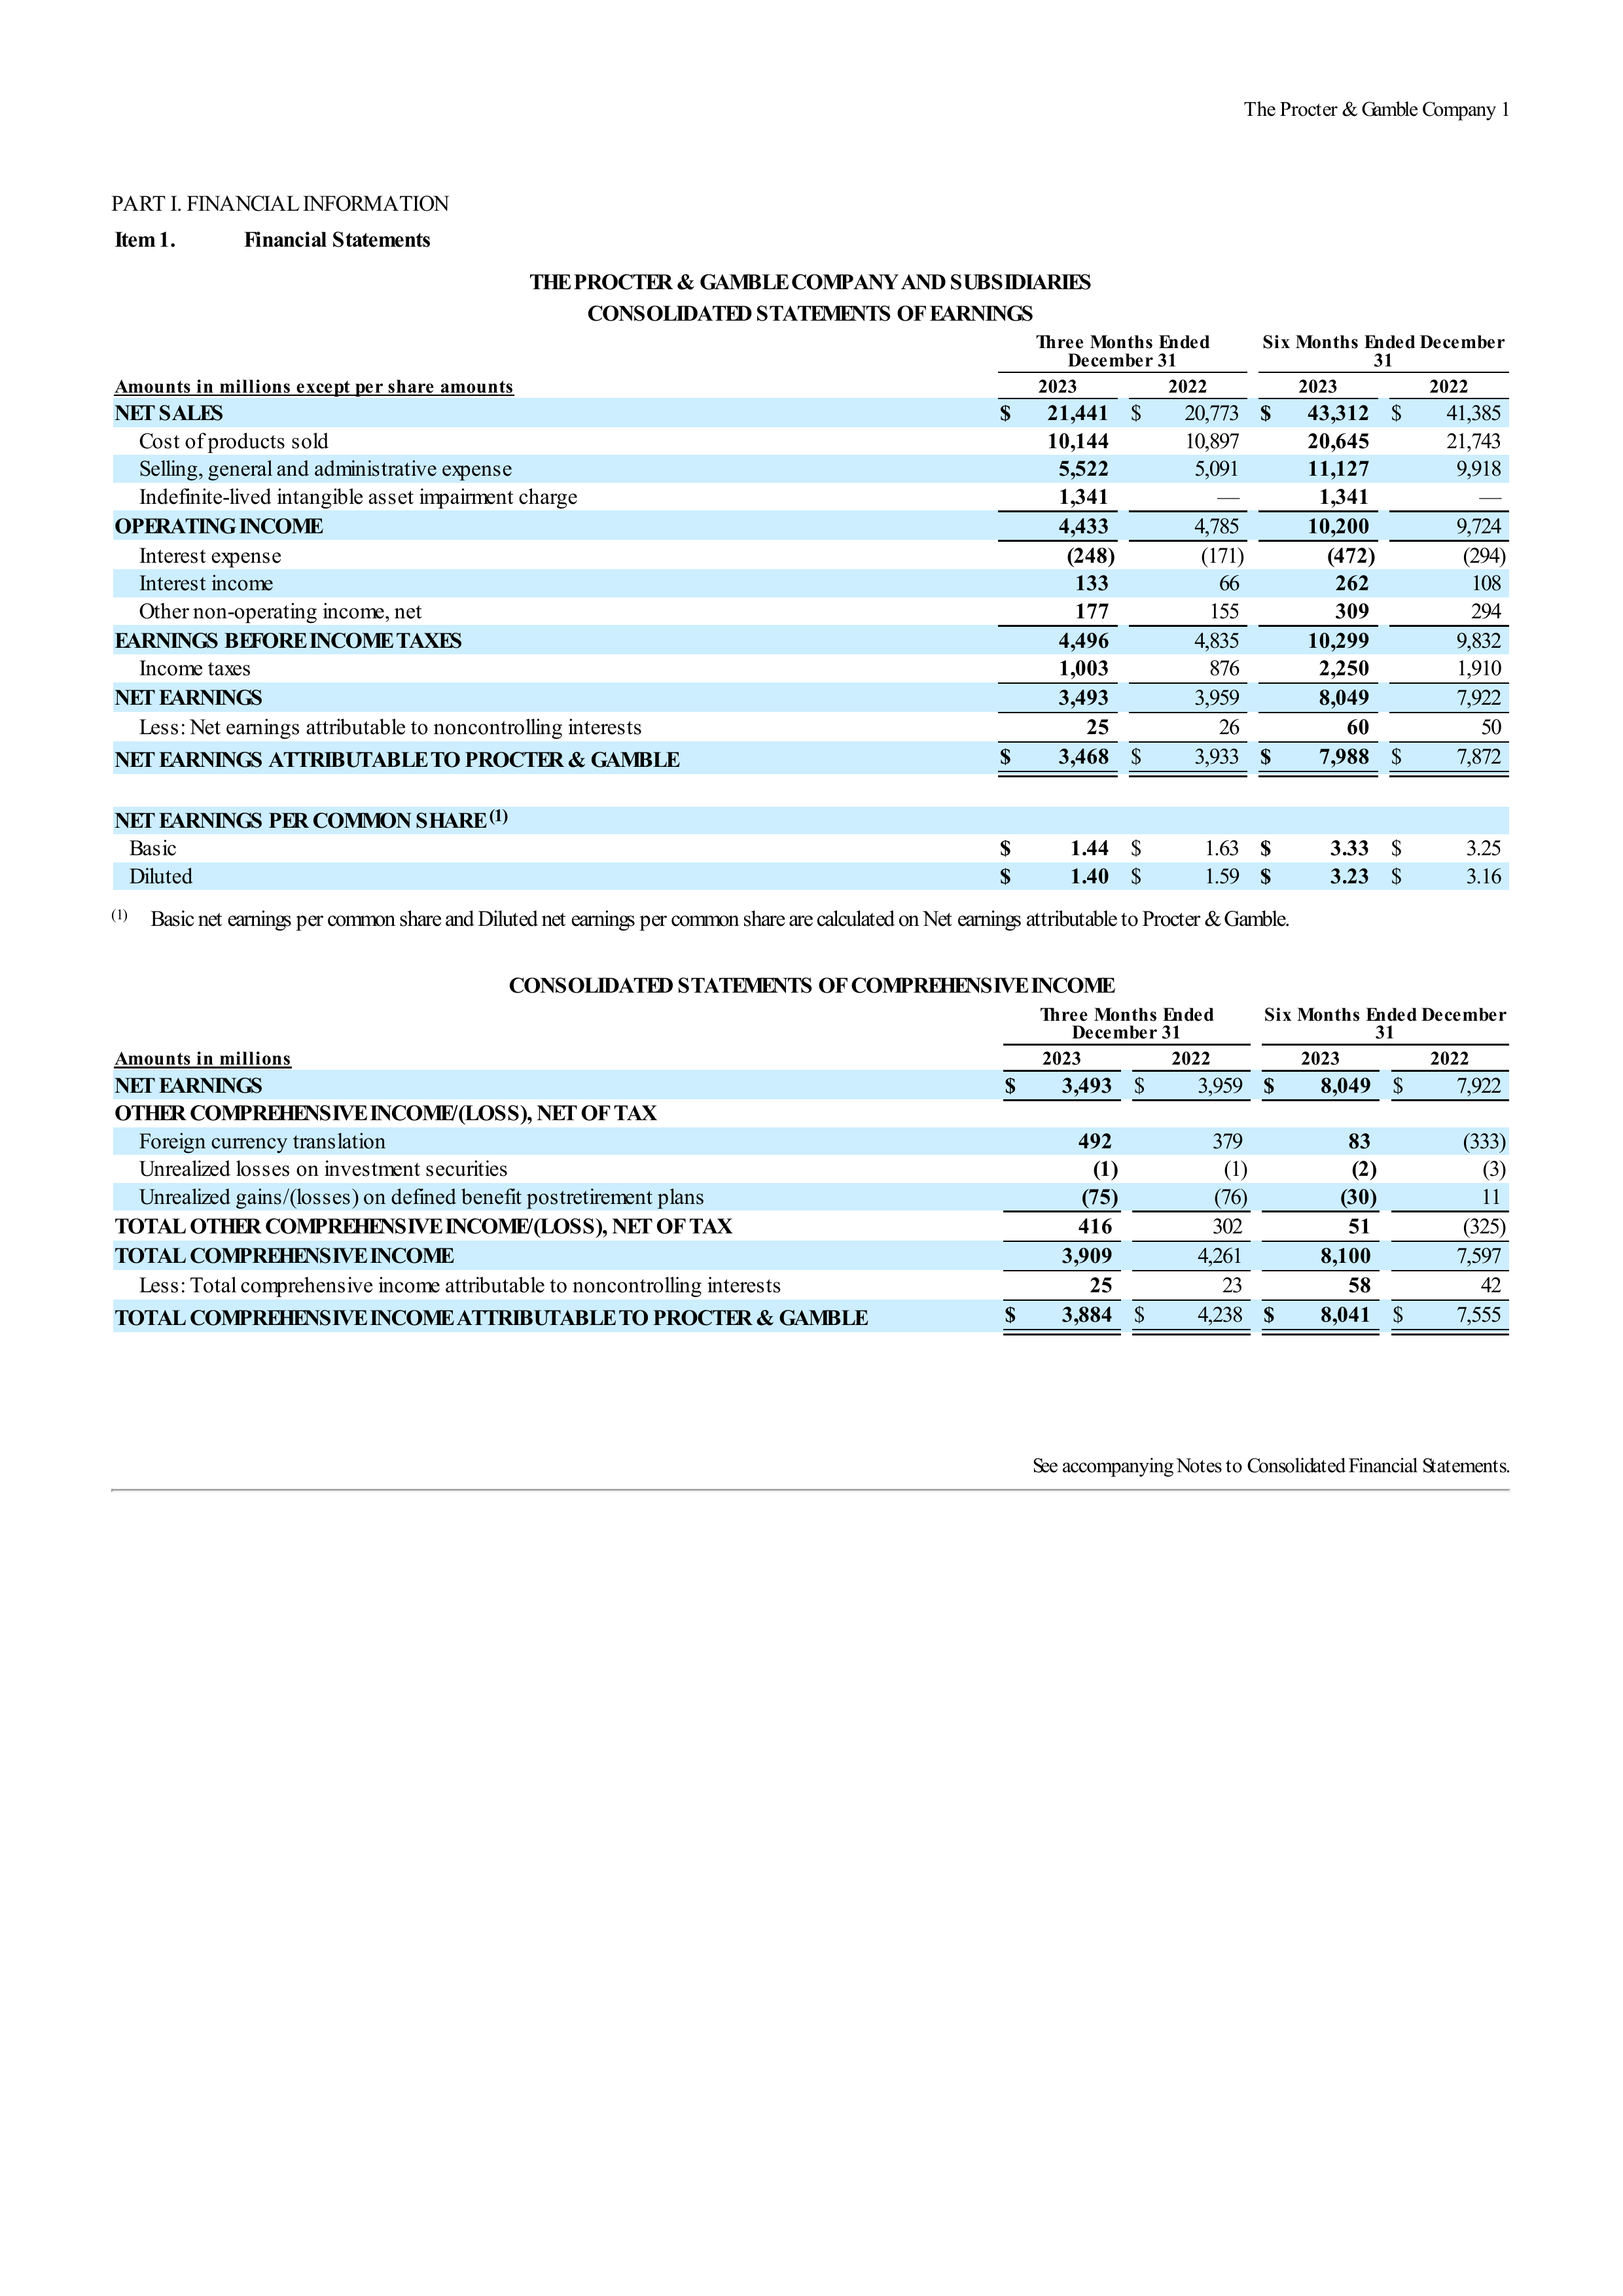 The Procter & Gamble Company 1
PART I. FINANCIAL INFORMATION
Item 1. Financial Statements
THE PROCTER & GAMBLE COMPANY AND SUBSIDIARIES
CONSOLIDATED STATEMENTS OF EARNINGS
Three Months Ended December 31 Six Months Ended December 31
Amounts in millions except per share amounts 2023 2022 2023 2022
NET SALES $ 21,441 $ 20,773 $ 43,312 $ 41,385
Cost of products sold 10,144 10,897 20,645 21,743
Selling, general and administrative expense 5,522 5,091 11,127 9,918
Indefinite-lived intangible asset impairment charge 1,341 — 1,341 —
OPERATING INCOME 4,433 4,785 10,200 9,724
Interest expense (248) (171) (472) (294)
Interest income 133 66 262 108
Other non-operating income, net 177 155 309 294
EARNINGS BEFORE INCOME TAXES 4,496 4,835 10,299 9,832
Income taxes 1,003 876 2,250 1,910
NET EARNINGS 3,493 3,959 8,049 7,922
Less: Net earnings attributable to noncontrolling interests 25 26 60 50
NET EARNINGS ATTRIBUTABLE TO PROCTER & GAMBLE $ 3,468 $ 3,933 $ 7,988 $ 7,872
NET EARNINGS PER COMMON SHARE (1)
Basic $ 1.44 $ 1.63 $ 3.33 $ 3.25
Diluted $ 1.40 $ 1.59 $ 3.23 $ 3.16
(1) Basic net earnings per common share and Diluted net earnings per common share are calculated on Net earnings attributable to Procter & Gamble.
CONSOLIDATED STATEMENTS OF COMPREHENSIVE INCOME
Three Months Ended December 31 Six Months Ended December 31
Amounts in millions 2023 2022 2023 2022
NET EARNINGS $ 3,493 $ 3,959 $ 8,049 $ 7,922
OTHER COMPREHENSIVE INCOME/(LOSS), NET OF TAX
Foreign currency translation 492 379 83 (333)
Unrealized losses on investment securities (1) (1) (2) (3)
Unrealized gains/(losses) on defined benefit postretirement plans (75) (76) (30) 11
TOTAL OTHER COMPREHENSIVE INCOME/(LOSS), NET OF TAX 416 302 51 (325)
TOTAL COMPREHENSIVE INCOME 3,909 4,261 8,100 7,597
Less: Total comprehensive income attributable to noncontrolling interests 25 23 58 42
TOTAL COMPREHENSIVE INCOME ATTRIBUTABLE TO PROCTER & GAMBLE $ 3,884 $ 4,238 $ 8,041 $ 7,555
See accompanying Notes to Consolidated Financial Statements.